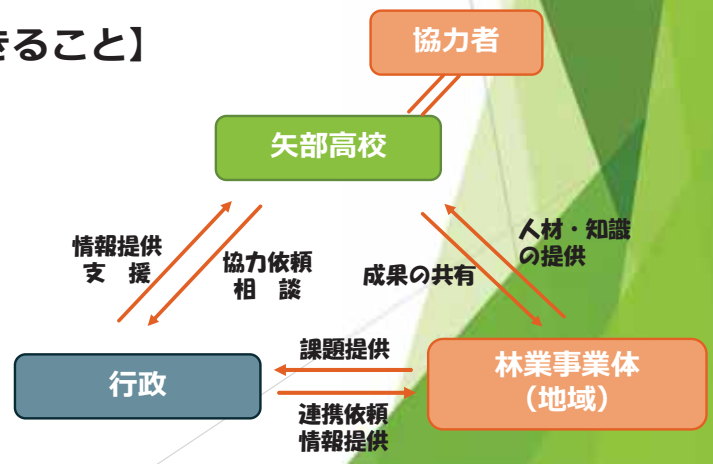 きること】
協力者
矢部高校
情報提供
支　援
協力依頼
相　談
成果の共有
人材・知識
の提供
課題提供
行政
林業事業体
（地域）
連携依頼
情報提供